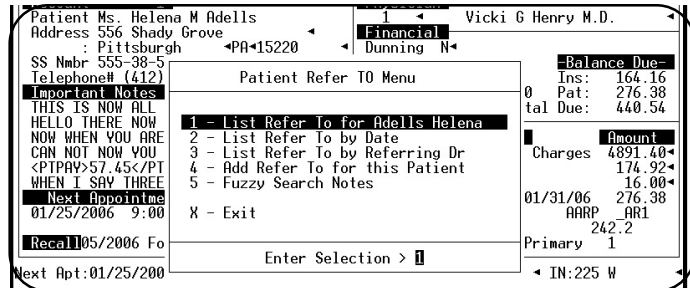 Patient Ms. Helena M Adells 1 Vicki G Henry M.D.
Address 556 Shady Grove Financial
: Pittsburgh PA 15220 Dunning N
SS Nmbr 555-38-5 -Balance Due-
Telephone# (412) Patient Refer TO Menu Ins: 164.16
Important Notes 0 Pat: 276.38
THIS IS NOW ALL tal Due: 440.54
HELLO THERE NOW 1 - List Refer To for Adells Helena
NOW WHEN YOU ARE 2 - List Refer To by Date Amount
CAN NOT NOW YOU 3 - List Refer To by Referring Dr Charges 4891.40
<PTPAY>57.45</PT 4 - Add Refer To for this Patient 174.92
WHEN I SAY THREE 5 - Fuzzy Search Notes 16.00
Next Appointme 01/31/06 276.38
01/25/2006 9:00 X - Exit AARP _AR1
242.2
Recall 05/2006 Fo Primary 1
Enter Selection > 1
Next Apt:01/25/200 IN:225 W